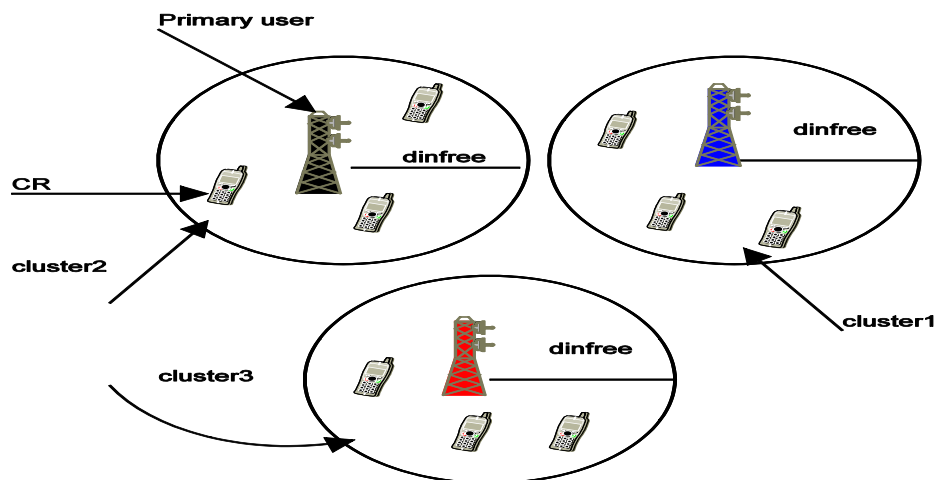 Primary user
dinfree
dinfree
CR
cluster2
cluster1
dinfree
cluster3